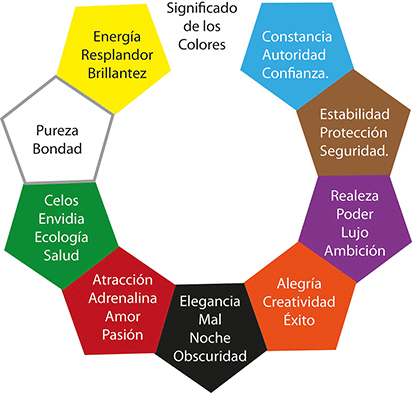 Significado
de los
Colores
Energía
Resplandor
Brillantez
Constancia
Autoridad
Confianza.
Pureza
Bondad
Estabilidad
Protección
Seguridad.
Celos
Envidia
Ecología
Salud
Realeza
Poder
Lujo
Ambición
Atracción
Adrenalina
Amor
Pasión
Elegancia
Mal
Noche
Obscuridad
Alegría
Creatividad
Éxito